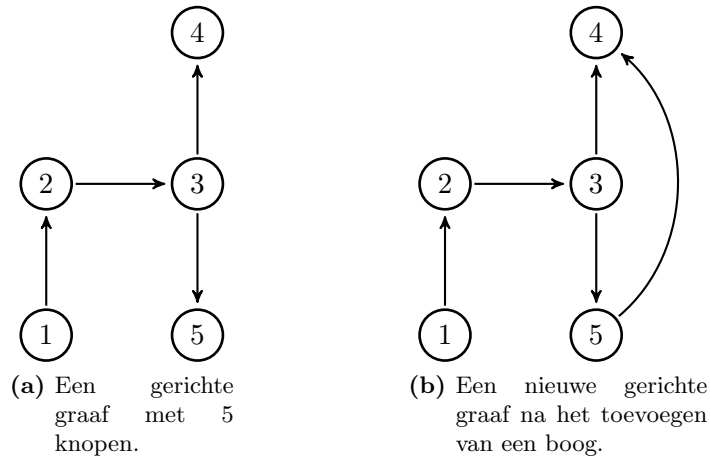 4
2
3
1
5
(a) Een gerichte
graaf met 5
knopen.
4
2
3
1
5
(b) Een nieuwe gerichte
graaf na het toevoegen
van een boog.